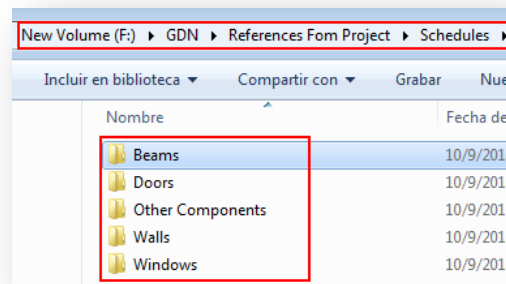 New Volume (F:) ▸ GDN ▸ References Fom Project ▸ Schedules ▸
Incluir en biblioteca ▾ Compartir con ▾ Grabar Nue
Nombre Fecha de
Beams 10/9/201
Doors 10/9/201
Other Components 10/9/201
Walls 10/9/201
Windows 10/9/201